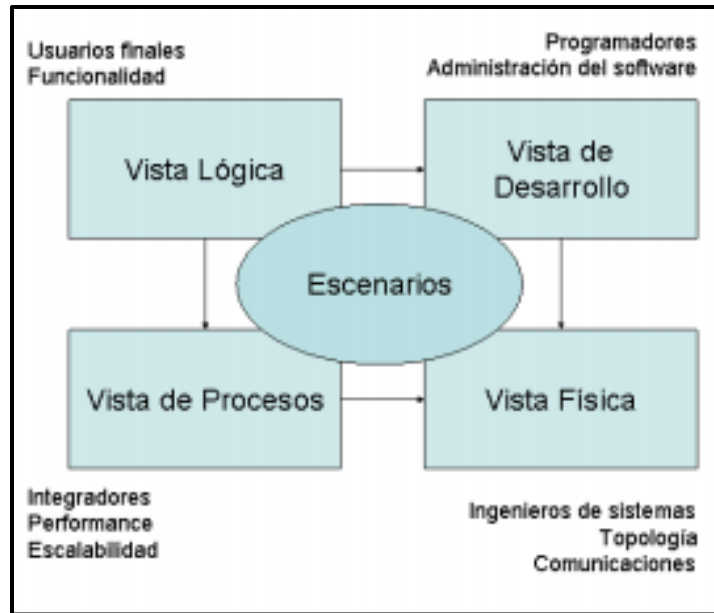 Usuarios finales
Funcionalidad
Programadores
Administración del software
Vista Lógica
Vista de
Desarrollo
Escenarios
Vista de Procesos
Vista Física
Integradores
Performance
Escalabilidad
Ingenieros de sistemas
Topología
Comunicaciones